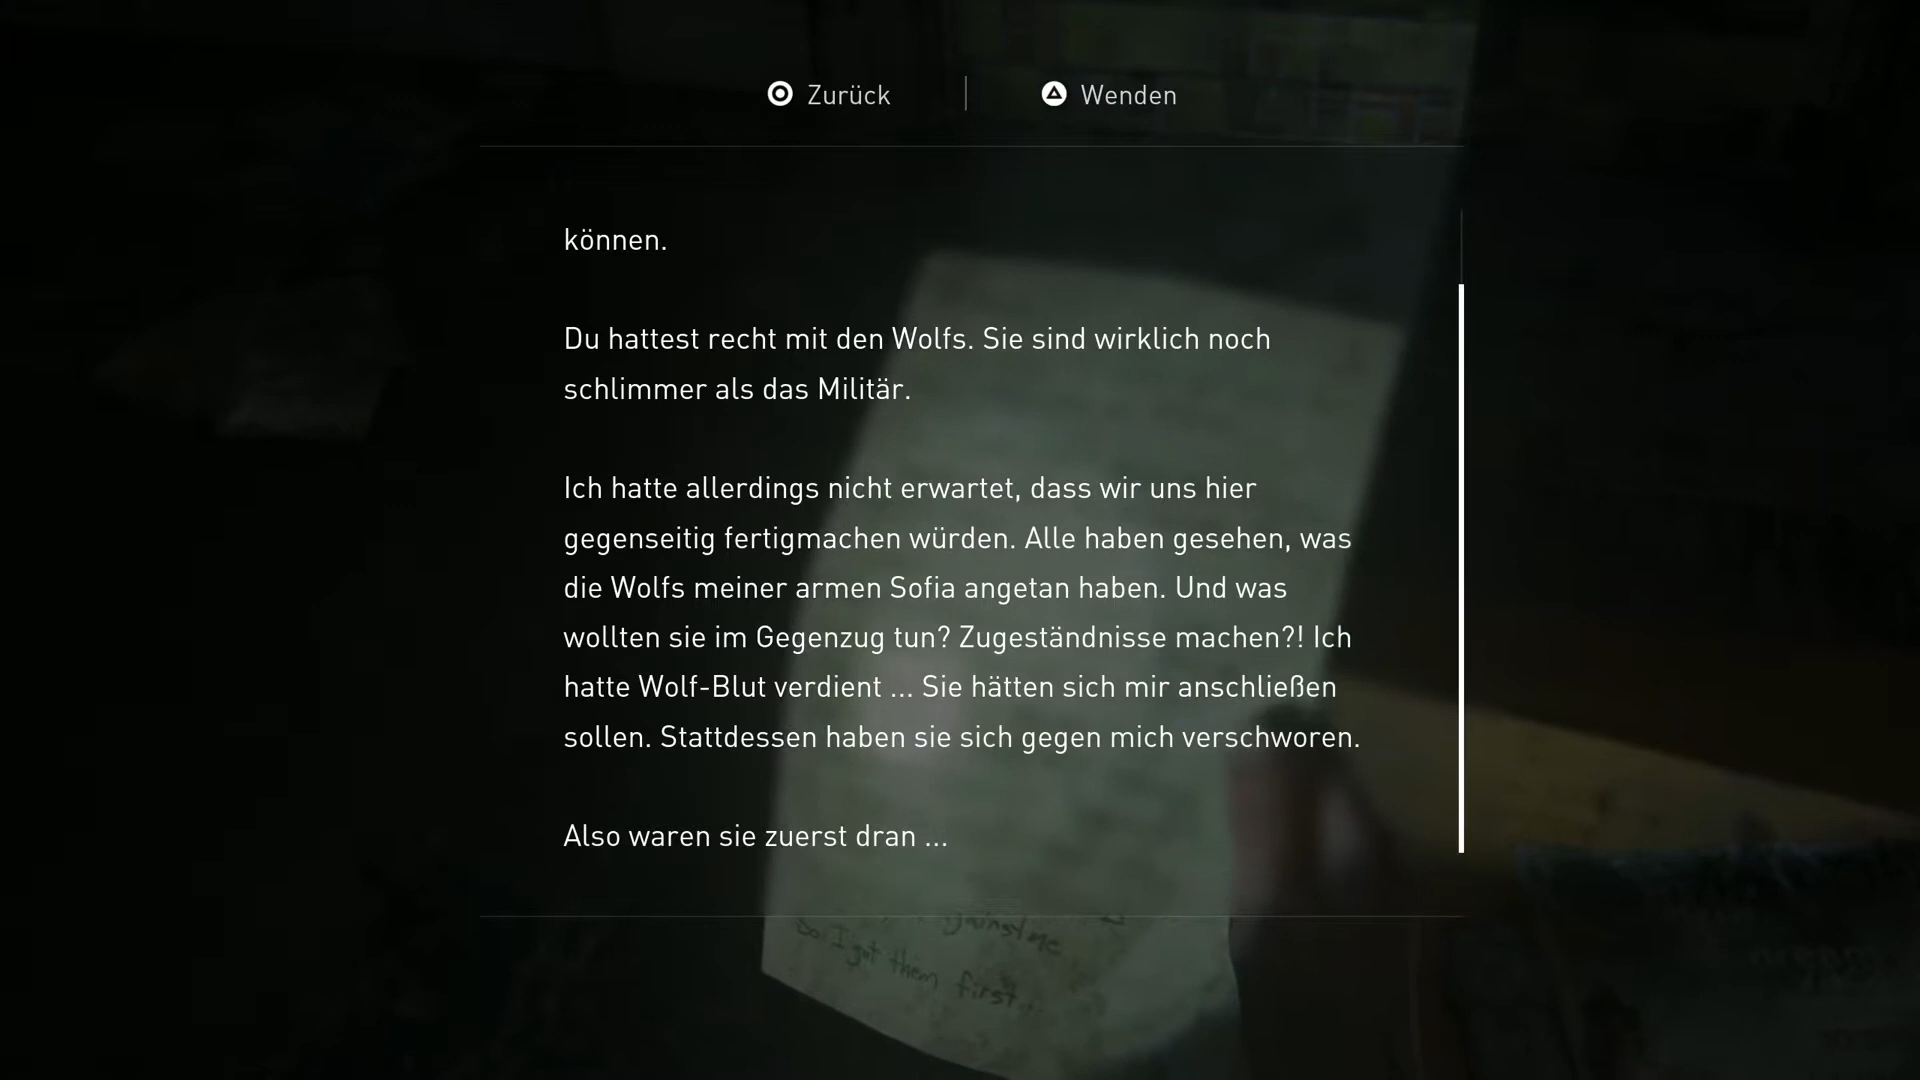 Zurück
Wenden
können.
Du hattest recht mit den Wolfs. Sie sind wirklich noch
schlimmer als das Militär.
Ich hatte allerdings nicht erwartet, dass wir uns hier
gegenseitig fertigmachen würden. Alle haben gesehen, was
die Wolfs meiner armen Sofia angetan haben. Und was
wollten sie im Gegenzug tun? Zugeständnisse machen?! Ich
hatte Wolf-Blut verdient ... Sie hätten sich mir anschließen
sollen. Stattdessen haben sie sich gegen mich verschworen.
Also waren sie zuerst dran ...
against me
So I got them first...